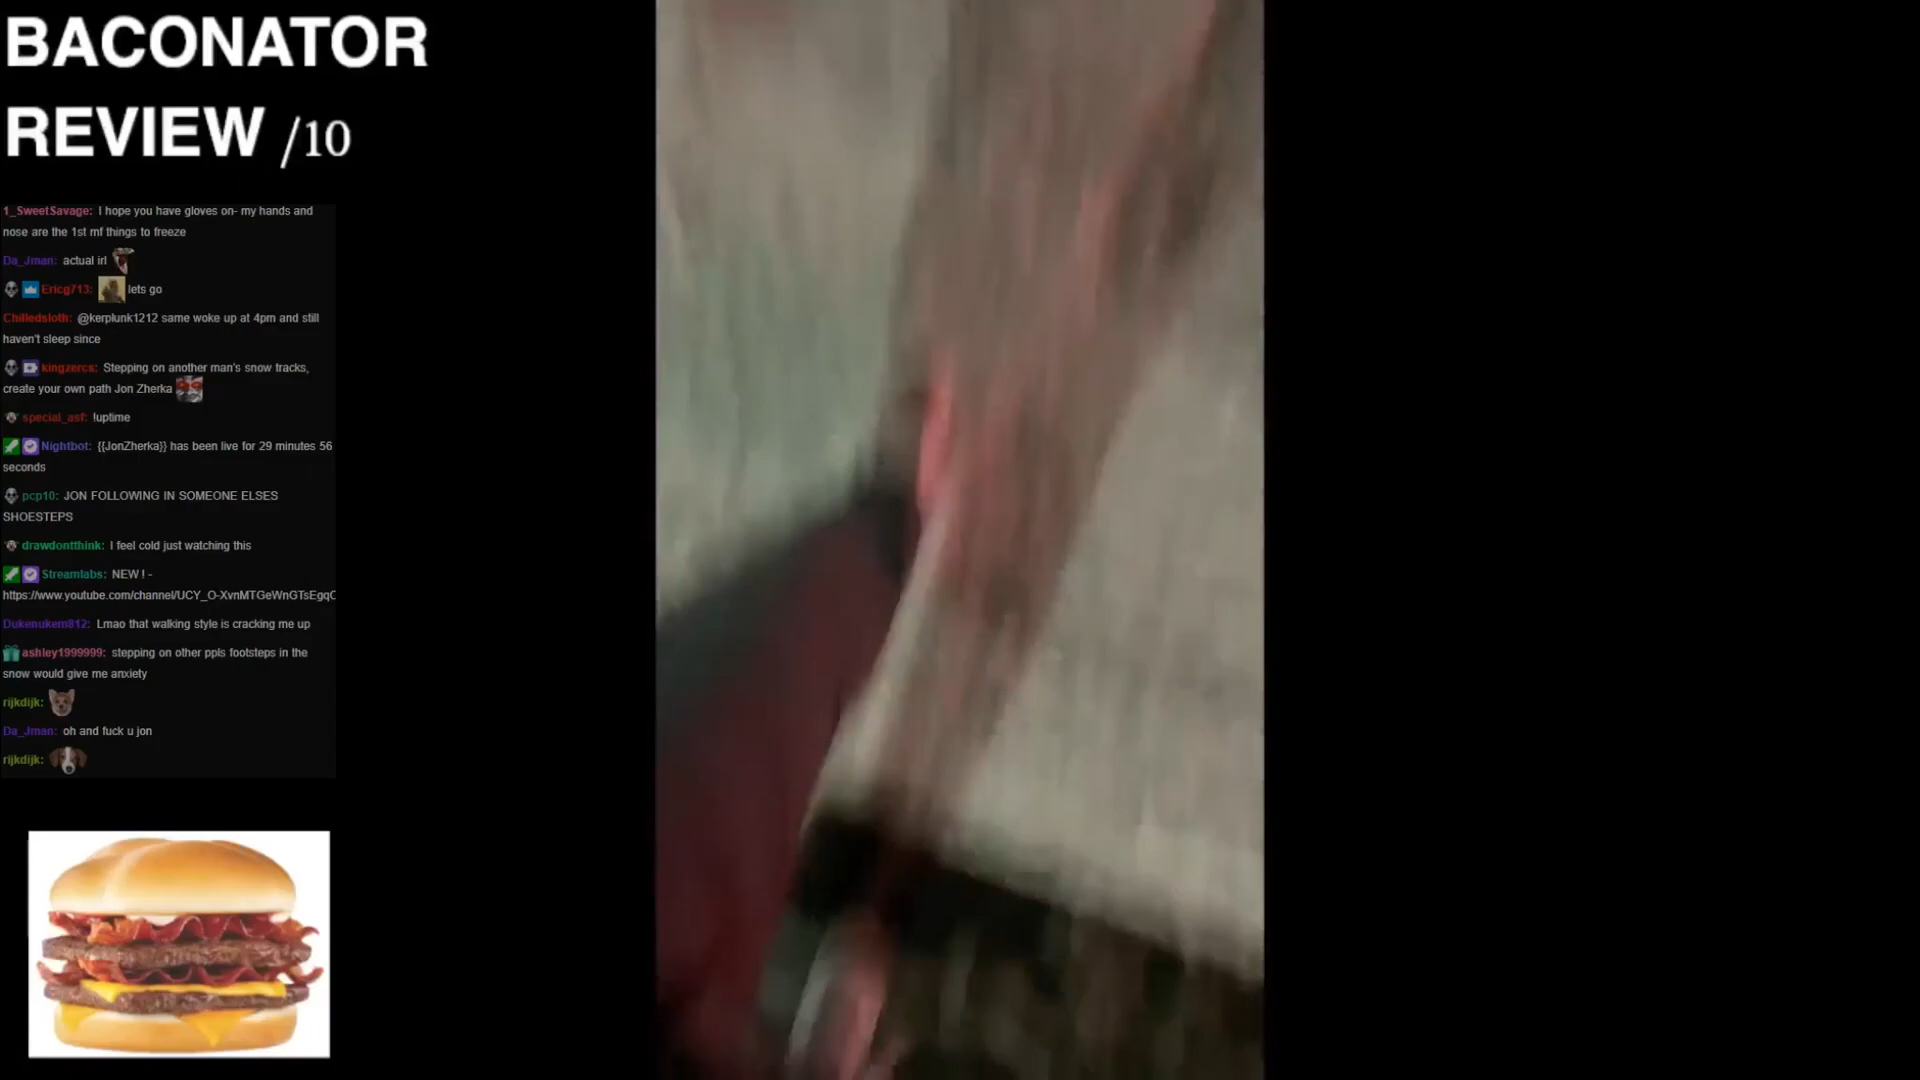 BACONATOR
REVIEW /10
1_SweetSavage: I hope you have gloves on- my hands and
nose are the 1st mf things to freeze
Da_Jman: actual irl
Ericg713: lets go
Chilledsloth: @kerplunk1212 same woke up at 4pm and still
haven't sleep since
kingzercs: Stepping on another man's snow tracks,
create your own path Jon Zherka
special_asf: !uptime
Nightbot: {{JonZherka}} has been live for 29 minutes 56
seconds
pcp10: JON FOLLOWING IN SOMEONE ELSES
SHOESTEPS
drawdontthink: I feel cold just watching this
Streamlabs: NEW ! -
https://www.youtube.com/channel/UCY_O-XvnMTGeWnGTsEgqC
Dukenukem812: Lmao that walking style is cracking me up
ashley1999999: stepping on other ppls footsteps in the
snow would give me anxiety
rijkdijk:
Da_Jman: oh and fuck u jon
rijkdijk: